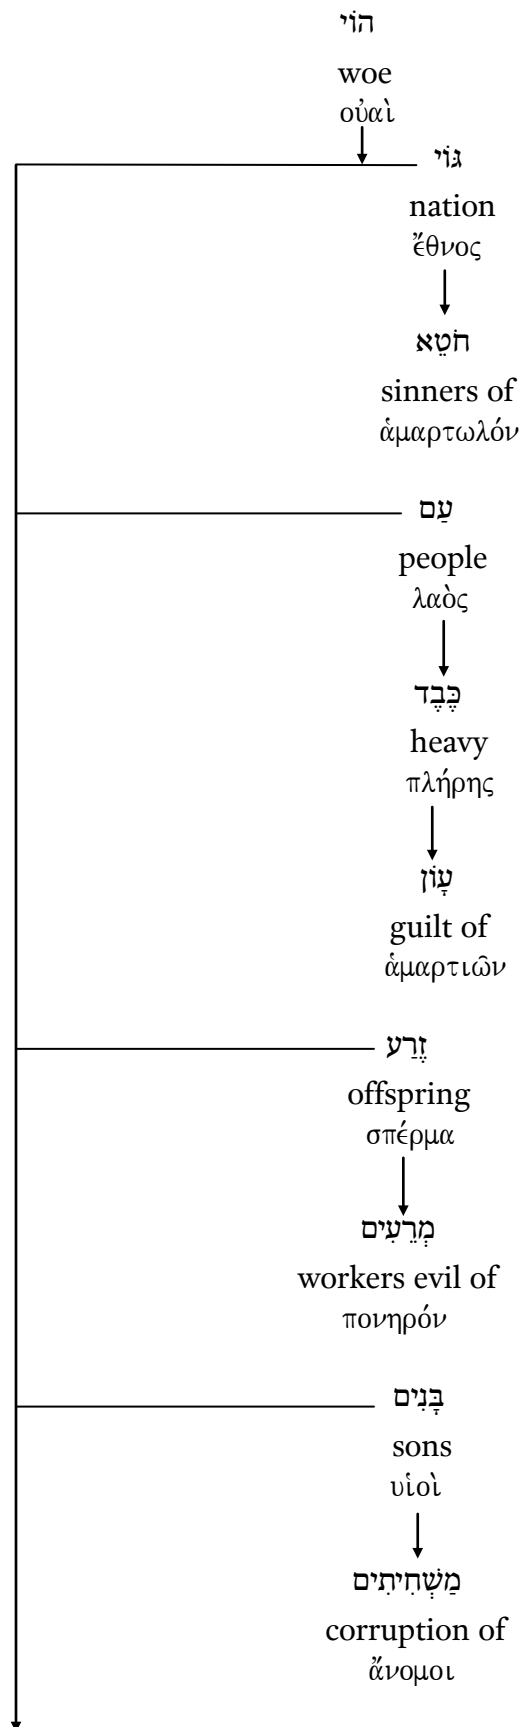 הוֹי
woe
οὐαὶ
גּוֹי
nation
ἔθνος
חֹטֵא
sinners of
ἁμαρτωλόν
עַם
people
λαὸς
כֶּבֶד
heavy
πλήρης
עָוֹן
guilt of
ἁμαρτιῶν
זֶרַע
offspring
σπέρμα
מְרֵעִים
workers evil of
πονηρόν
בָּנִים
sons
υἱοὶ
מַשְׁחִיתִים
corruption of
ἄνομοι